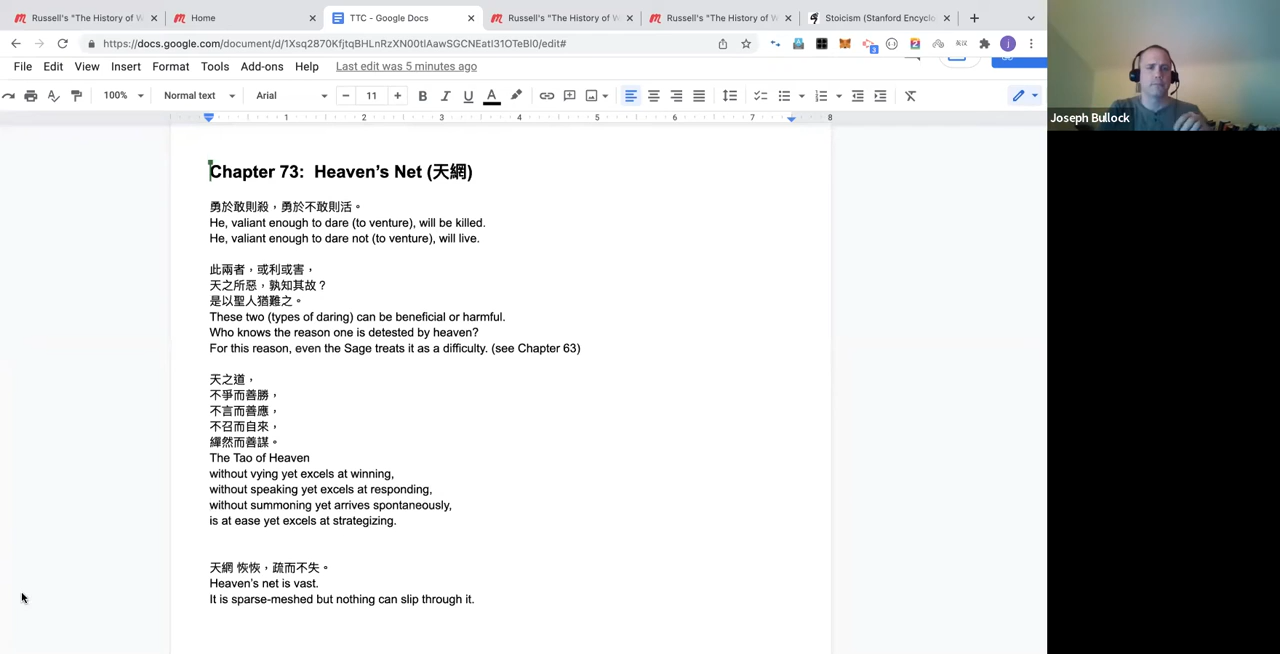 Russell's "The History of W
Home
TTC - Google Docs
Russell's "The History of W
Russell's "The History of W
Stoicism (Stanford Encyclo
https://docs.google.com/document/d/1Xsq2870KfjtqBHLnRzXN00tIAawSGCNEatI31OTeBl0/edit#
File Edit View Insert Format Tools Add-ons Help Last edit was 5 minutes ago
100% Normal text Arial 11
1 2 3 4 5 6 7 8
Joseph Bullock
Chapter 73: Heaven's Net (天網)
勇於敢則殺，勇於不敢則活。
He, valiant enough to dare (to venture), will be killed.
He, valiant enough to dare not (to venture), will live.
此兩者，或利或害，
天之所惡，孰知其故？
是以聖人猶難之。
These two (types of daring) can be beneficial or harmful.
Who knows the reason one is detested by heaven?
For this reason, even the Sage treats it as a difficulty. (see Chapter 63)
天之道，
不爭而善勝，
不言而善應，
不召而自來，
繟然而善謀。
The Tao of Heaven
without vying yet excels at winning,
without speaking yet excels at responding,
without summoning yet arrives spontaneously,
is at ease yet excels at strategizing.
天網 恢恢，疏而不失。
Heaven's net is vast.
It is sparse-meshed but nothing can slip through it.